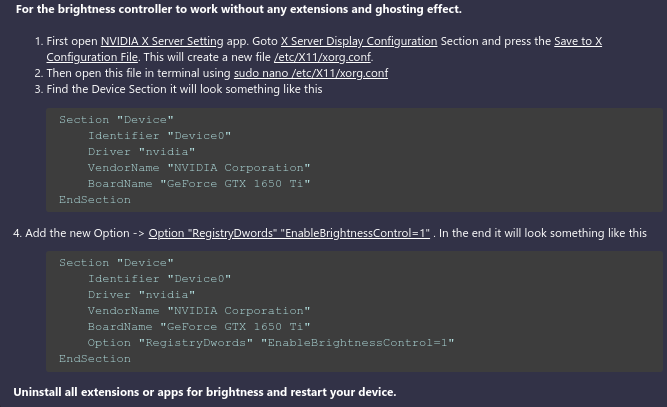 For the brightness controller to work without any extensions and ghosting effect.
1. First open NVIDIA X Server Setting app. Goto X Server Display Configuration Section and press the Save to X
Configuration File. This will create a new file /etc/X11/xorg.conf.
2. Then open this file in terminal using sudo nano /etc/X11/xorg.conf
3. Find the Device Section it will look something like this
Section "Device"
    Identifier "Device0"
    Driver "nvidia"
    VendorName "NVIDIA Corporation"
    BoardName "GeForce GTX 1650 Ti"
EndSection
4. Add the new Option -> Option "RegistryDwords" "EnableBrightnessControl=1" . In the end it will look something like this
Section "Device"
    Identifier "Device0"
    Driver "nvidia"
    VendorName "NVIDIA Corporation"
    BoardName "GeForce GTX 1650 Ti"
    Option "RegistryDwords" "EnableBrightnessControl=1"
EndSection
Uninstall all extensions or apps for brightness and restart your device.